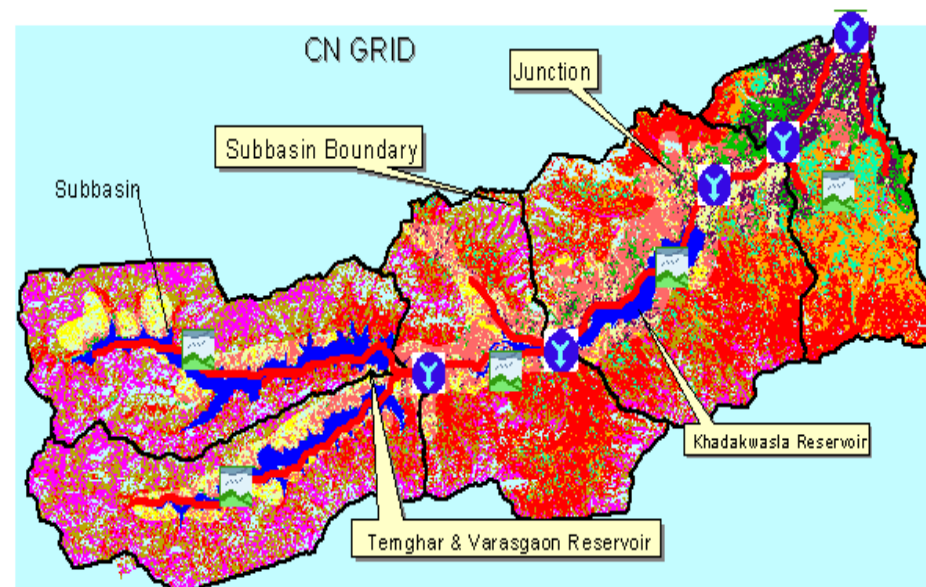 CN GRID
Junction
Subbasin Boundary
Subbasin
Khadakwasla Reservoir
Temghar & Varasgaon Reservoir